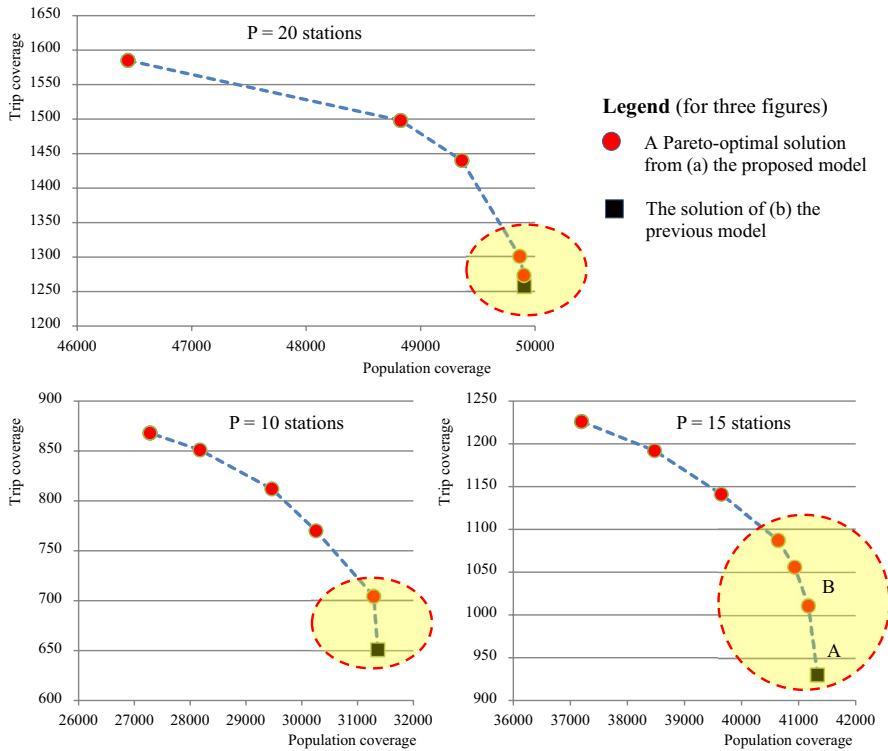 P = 20 stations
Trip coverage
1650
1600
1550
1500
1450
1400
1350
1300
1250
1200
46000 47000 48000 49000 50000
Population coverage
Legend (for three figures)
A Pareto-optimal solution
from (a) the proposed model
The solution of (b) the
previous model
P = 10 stations
Trip coverage
900
850
800
750
700
650
600
26000 27000 28000 29000 30000 31000 32000
Population coverage
P = 15 stations
Trip coverage
1250
1200
1150
1100
1050
1000
950
900
B
A
36000 37000 38000 39000 40000 41000 42000
Population coverage